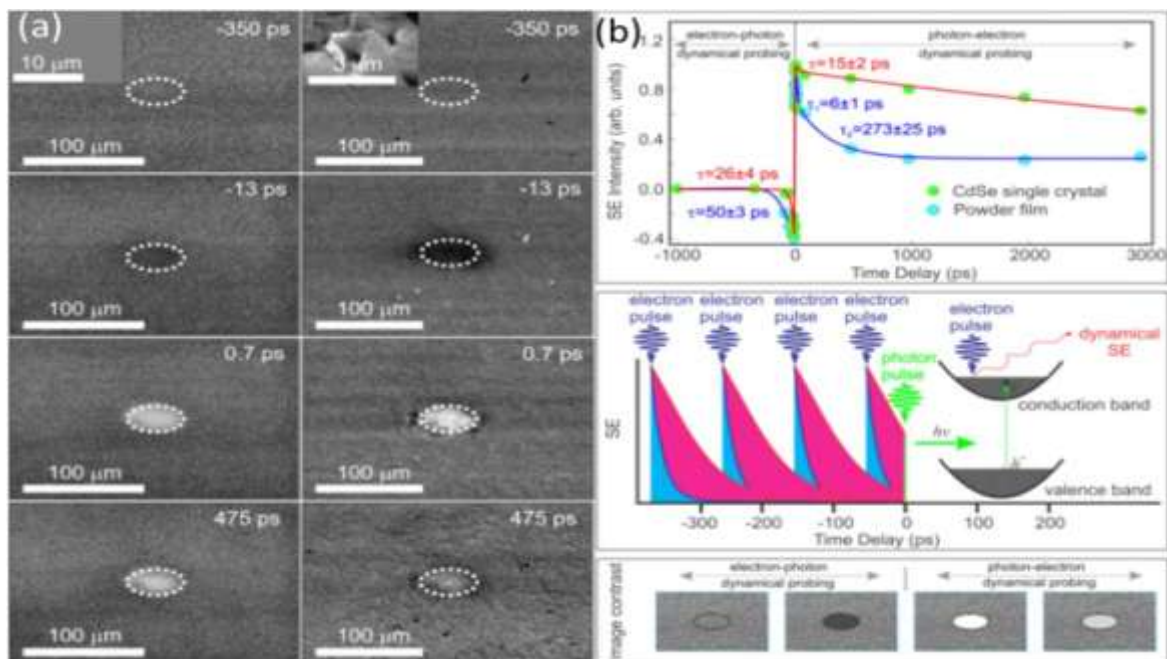 (a)
-350 ps
10 μm
100 μm
-350 ps
3 μm
100 μm
-13 ps
100 μm
-13 ps
100 μm
0.7 ps
100 μm
0.7 ps
100 μm
475 ps
100 μm
475 ps
100 μm
(b)
electron-photon
dynamical probing
photon-electron
dynamical probing
SE Intensity (arb. units)
1.2
0.8
0.4
0.0
-0.4
τ=15±2 ps
τ₁=6±1 ps
τ₂=273±25 ps
τ=26±4 ps
τ=50±3 ps
CdSe single crystal
Powder film
-1000
0
1000
2000
3000
Time Delay (ps)
electron pulse
electron pulse
electron pulse
electron pulse
photon pulse
electron pulse
dynamical SE
SE
hν
conduction band
valence band
-300
-200
-100
0
100
200
Time Delay (ps)
Image contrast
electron-photon
dynamical probing
photon-electron
dynamical probing